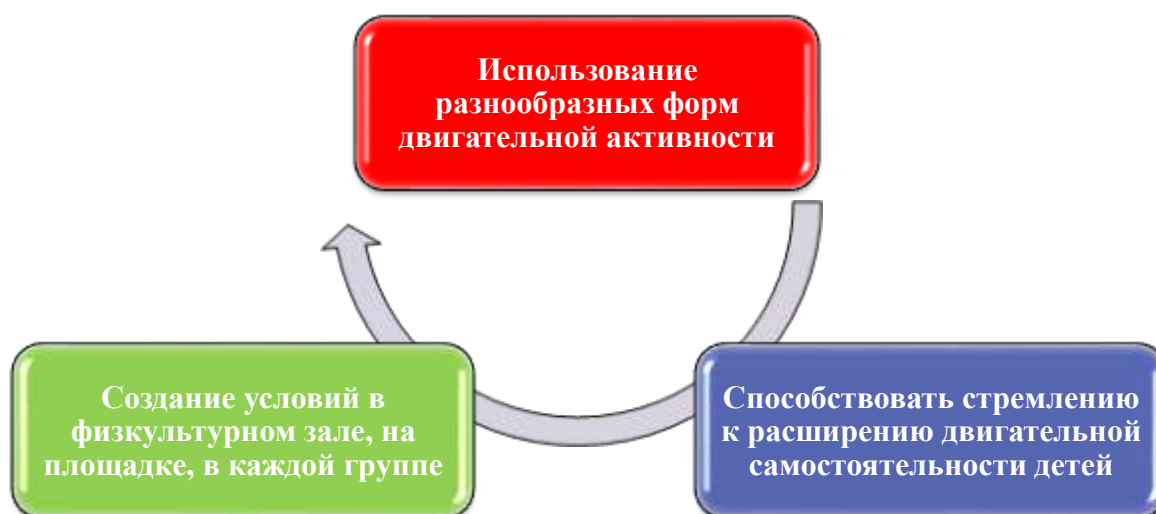 Использование
разнообразных форм
двигательной активности
Создание условий в
физкультурном зале, на
площадке, в каждой группе
Способствовать стремлению
к расширению двигательной
самостоятельности детей